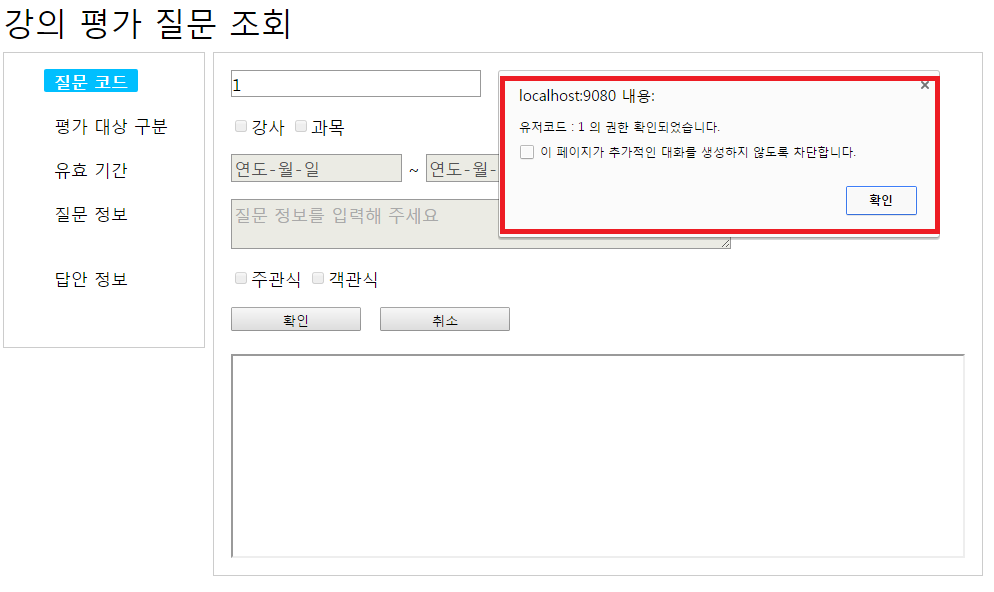 강의 평가 질문 조회
질문 코드
평가 대상 구분
유효 기간
질문 정보
답안 정보
1
강사 과목
연도-월-일 ~ 연도-월-
질문 정보를 입력해 주세요
주관식 객관식
확인 취소
localhost:9080 내용:
유저코드 : 1 의 권한 확인되었습니다.
이 페이지가 추가적인 대화를 생성하지 않도록 차단합니다.
확인